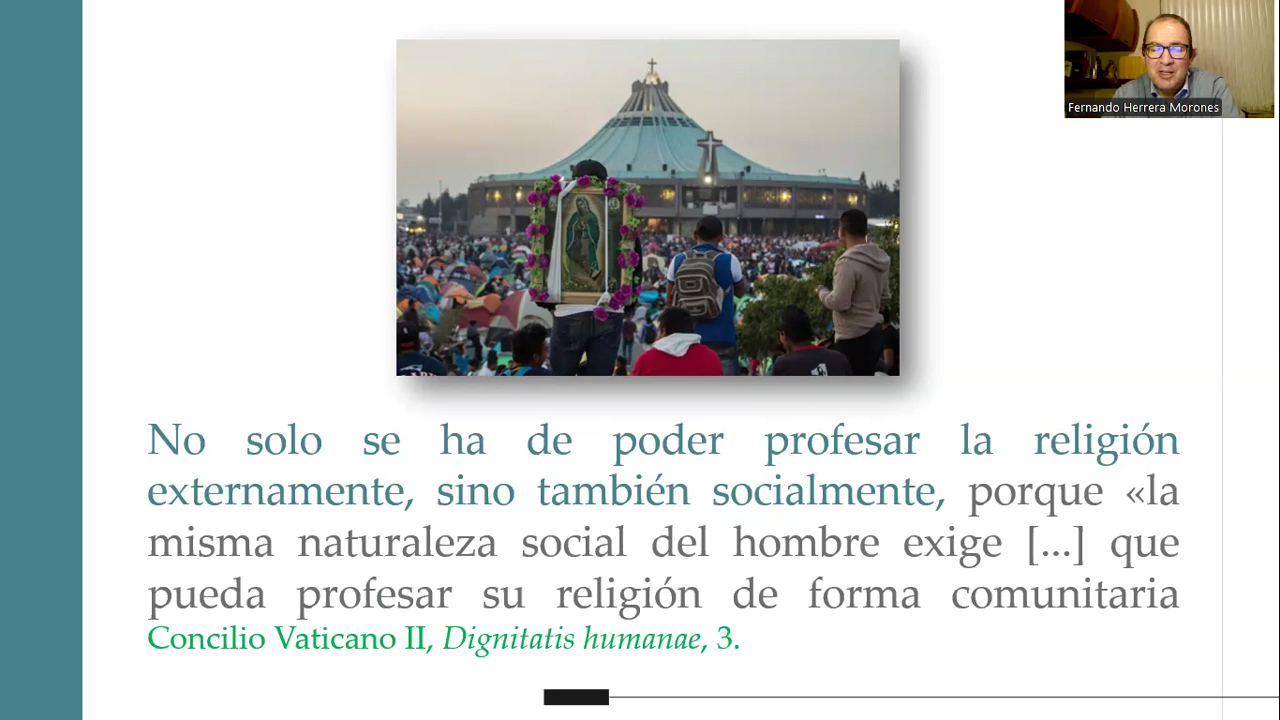 Fernando Herrera Morones
No solo se ha de poder profesar la religión
externamente, sino también socialmente, porque «la
misma naturaleza social del hombre exige [...] que
pueda profesar su religión de forma comunitaria
Concilio Vaticano II, Dignitatis humanae, 3.